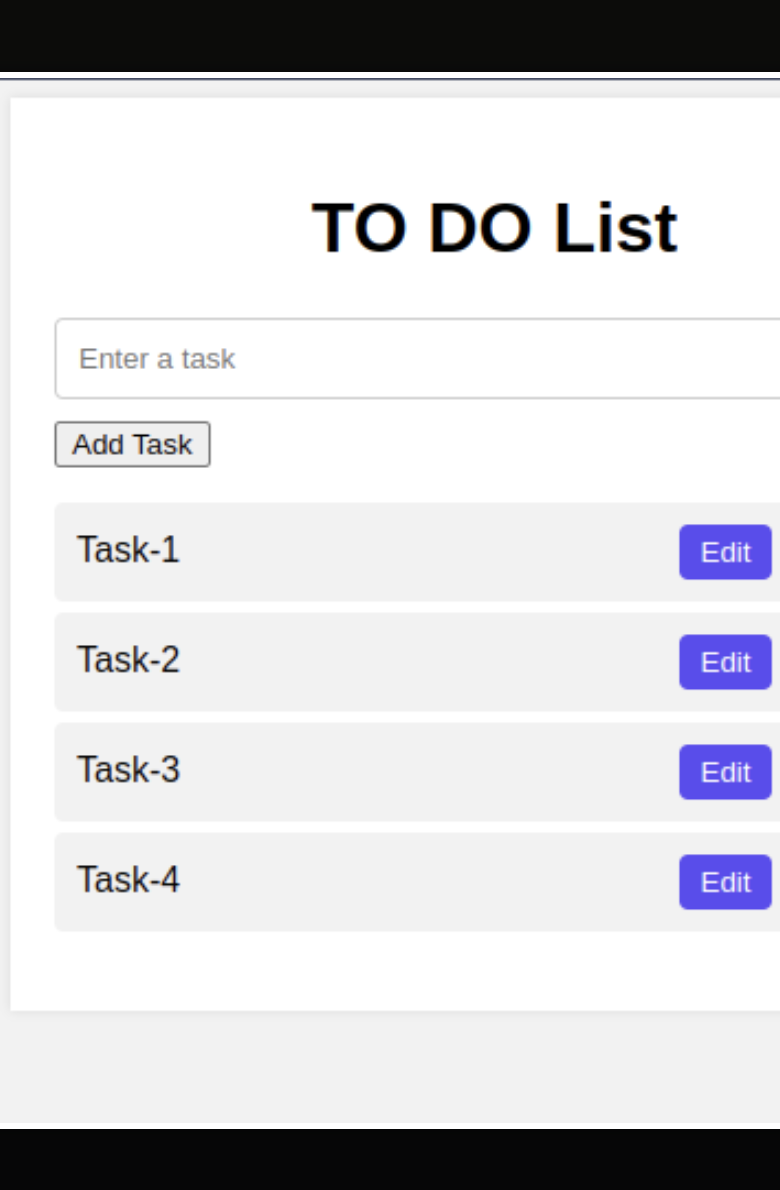 TO DO List
Enter a task
Add Task
Task-1 Edit
Task-2 Edit
Task-3 Edit
Task-4 Edit